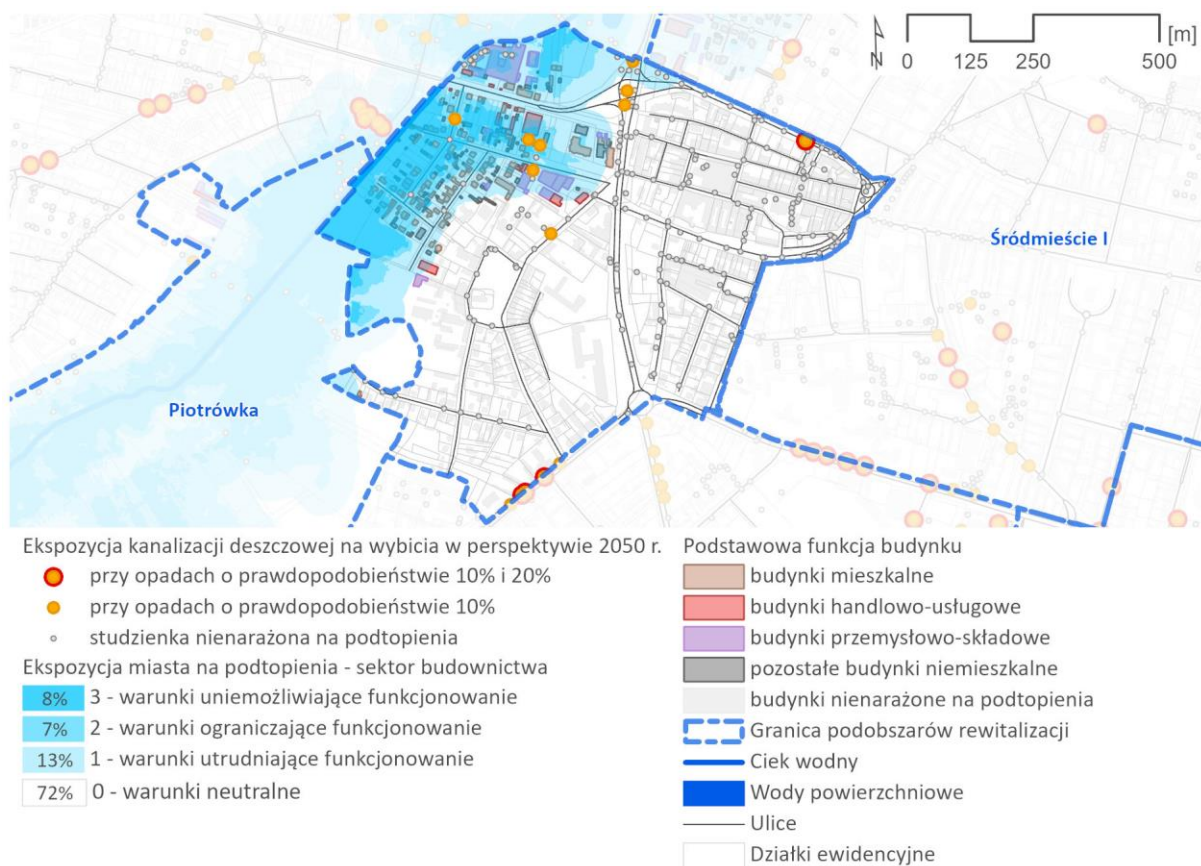 [m]
0 125 250 500
Śródmieście I
Piotrówka
Ekspozycja kanalizacji deszczowej na wybicia w perspektywie 2050 r.
przy opadach o prawdopodobieństwie 10% i 20%
przy opadach o prawdopodobieństwie 10%
studzienka nienarażona na podtopienia
Ekspozycja miasta na podtopienia - sektor budownictwa
8% 3 - warunki uniemożliwiające funkcjonowanie
7% 2 - warunki ograniczające funkcjonowanie
13% 1 - warunki utrudniające funkcjonowanie
72% 0 - warunki neutralne
Podstawowa funkcja budynku
budynki mieszkalne
budynki handlowo-usługowe
budynki przemysłowo-składowe
pozostałe budynki niemieszkalne
budynki nienarażone na podtopienia
Granica podobszarów rewitalizacji
Ciek wodny
Wody powierzchniowe
Ulice
Działki ewidencyjne